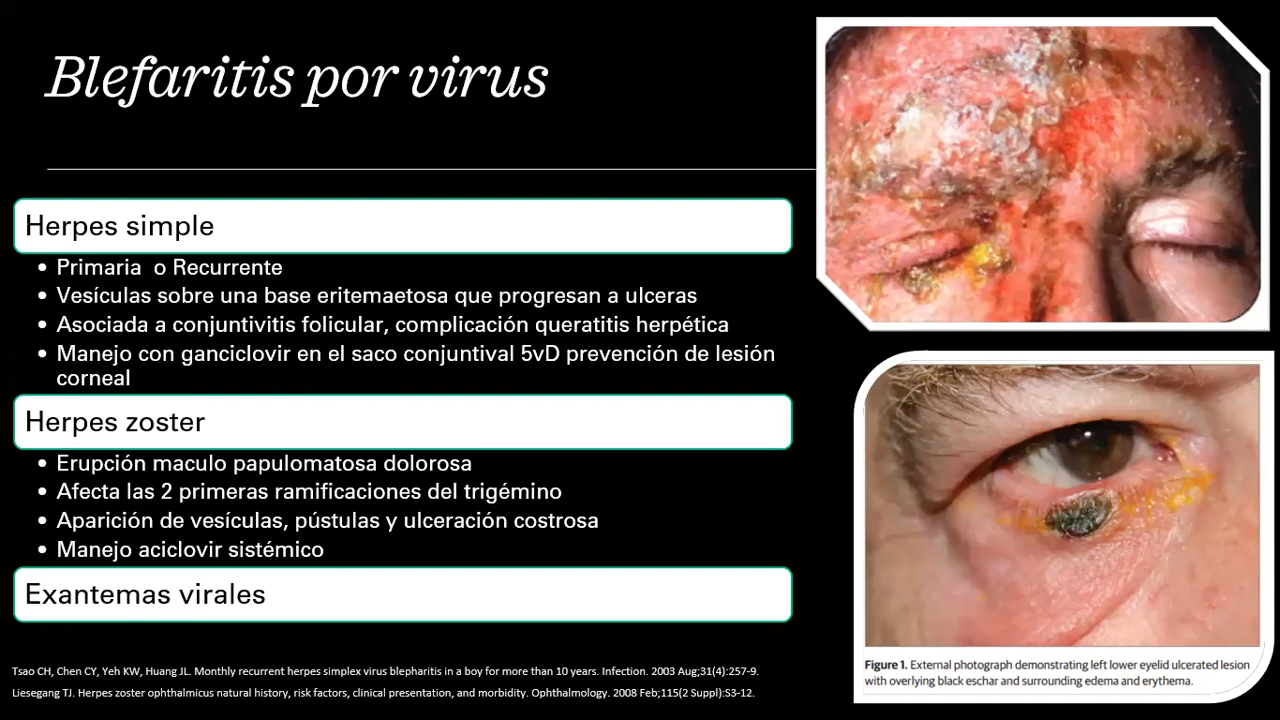 Blefaritis por virus
Herpes simple
• Primaria o Recurrente
• Vesículas sobre una base eritemaetosa que progresan a ulceras
• Asociada a conjuntivitis folicular, complicación queratitis herpética
• Manejo con ganciclovir en el saco conjuntival 5vD prevención de lesión
corneal
Herpes zoster
• Erupción maculo papulomatosa dolorosa
• Afecta las 2 primeras ramificaciones del trigémino
• Aparición de vesículas, pústulas y ulceración costrosa
• Manejo aciclovir sistémico
Exantemas virales
Tsao CH, Chen CY, Yeh KW, Huang JL. Monthly recurrent herpes simplex virus blepharitis in a boy for more than 10 years. Infection. 2003 Aug;31(4):257-9.
Liesegang TJ. Herpes zoster ophthalmicus natural history, risk factors, clinical presentation, and morbidity. Ophthalmology. 2008 Feb;115(2 Suppl):S3-12.
Figure 1. External photograph demonstrating left lower eyelid ulcerated lesion
with overlying black eschar and surrounding edema and erythema.